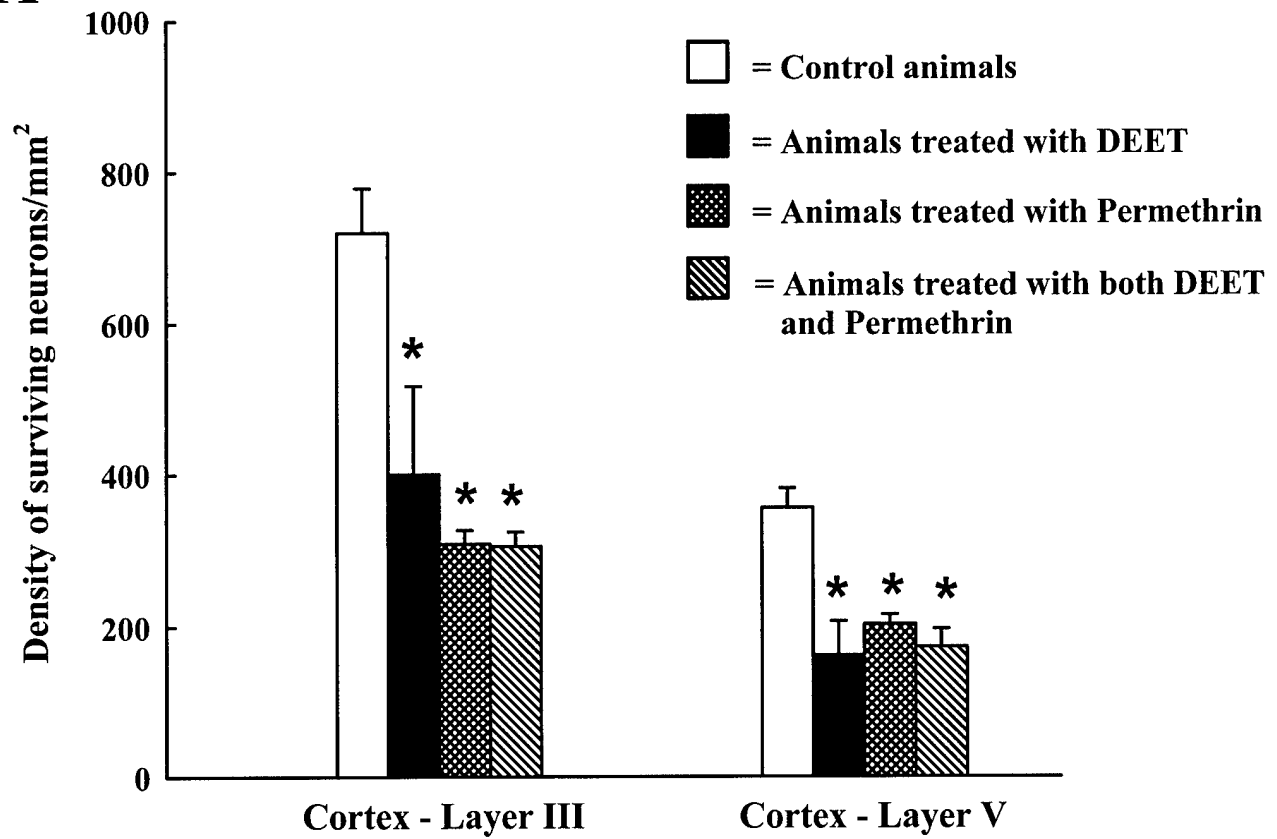 1000
800
600
400
200
0
Density of surviving neurons/mm²
= Control animals
= Animals treated with DEET
= Animals treated with Permethrin
= Animals treated with both DEET
and Permethrin
*
* *
* * *
Cortex - Layer III
Cortex - Layer V